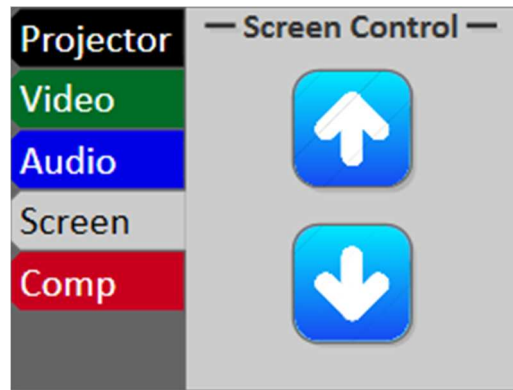 Projector
Video
Audio
Screen
Comp
Screen Control